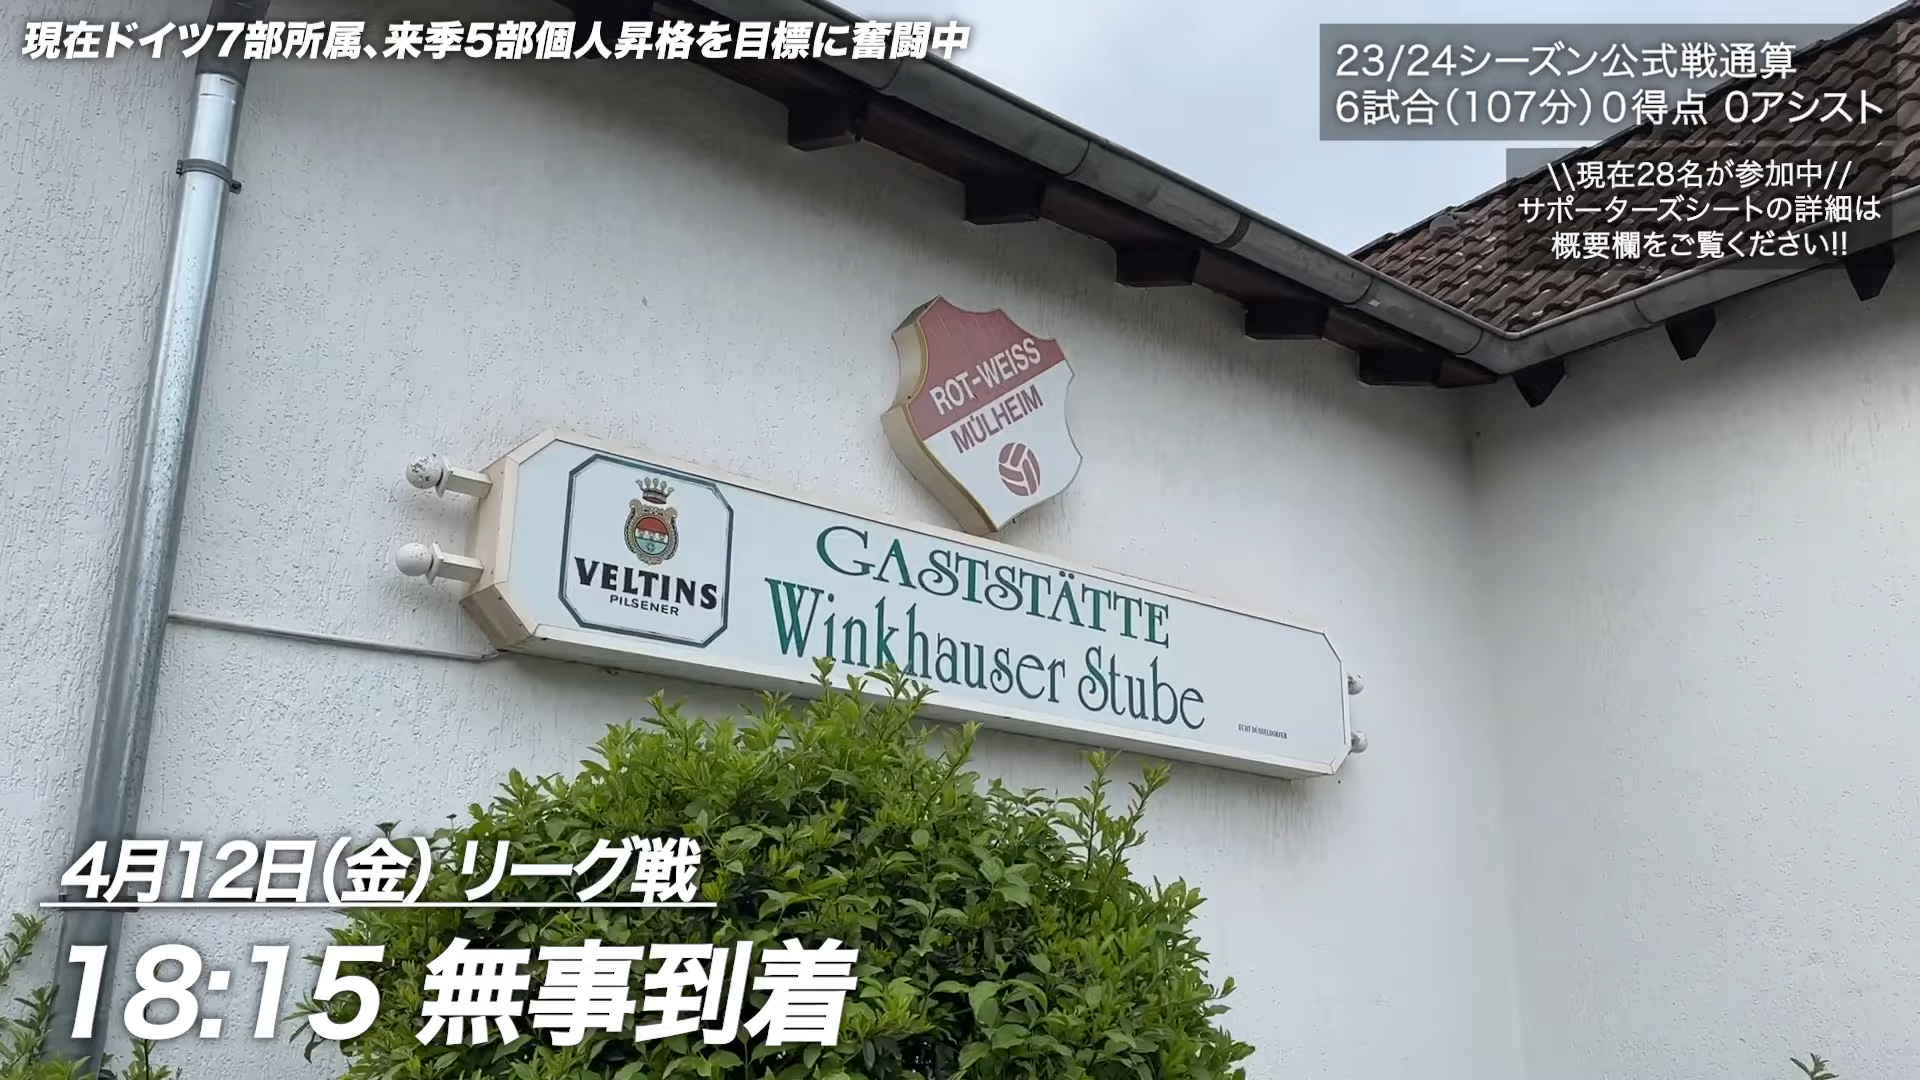 現在ドイツ7部所属、来季5部個人昇格を目標に奮闘中
23/24シーズン公式戦通算
6試合（107分）0得点 0アシスト
\\現在28名が参加中//
サポーターズシートの詳細は
概要欄をご覧ください!!
ROT-WEISS
MÜLHEIM
VELTINS
PILSENER
GASTSTÄTTE
Winkhauser Stube
ECHT DÜSSELDORFER
4月12日（金） リーグ戦
18:15 無事到着